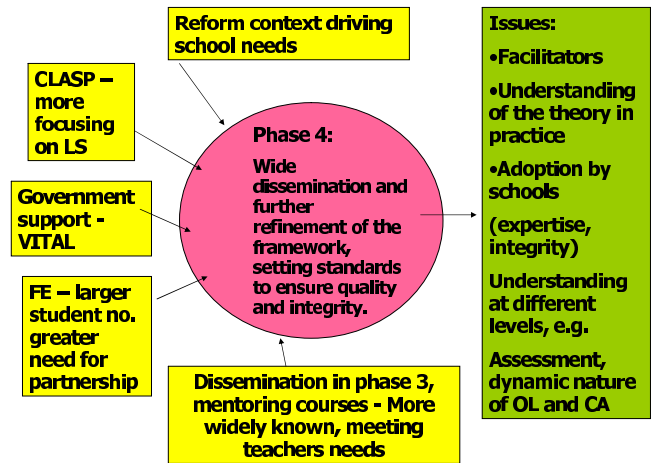 Reform context driving
school needs
CLASP –
more
focusing
on LS
Government
support -
VITAL
FE – larger
student no.
greater
need for
partnership
Phase 4:
Wide
dissemination and
further
refinement of the
framework,
setting standards
to ensure quality
and integrity.
Dissemination in phase 3,
mentoring courses - More
widely known, meeting
teachers needs
Issues:
•Facilitators
•Understanding
of the theory in
practice
•Adoption by
schools
(expertise,
integrity)
Understanding
at different
levels, e.g.
Assessment,
dynamic nature
of OL and CA